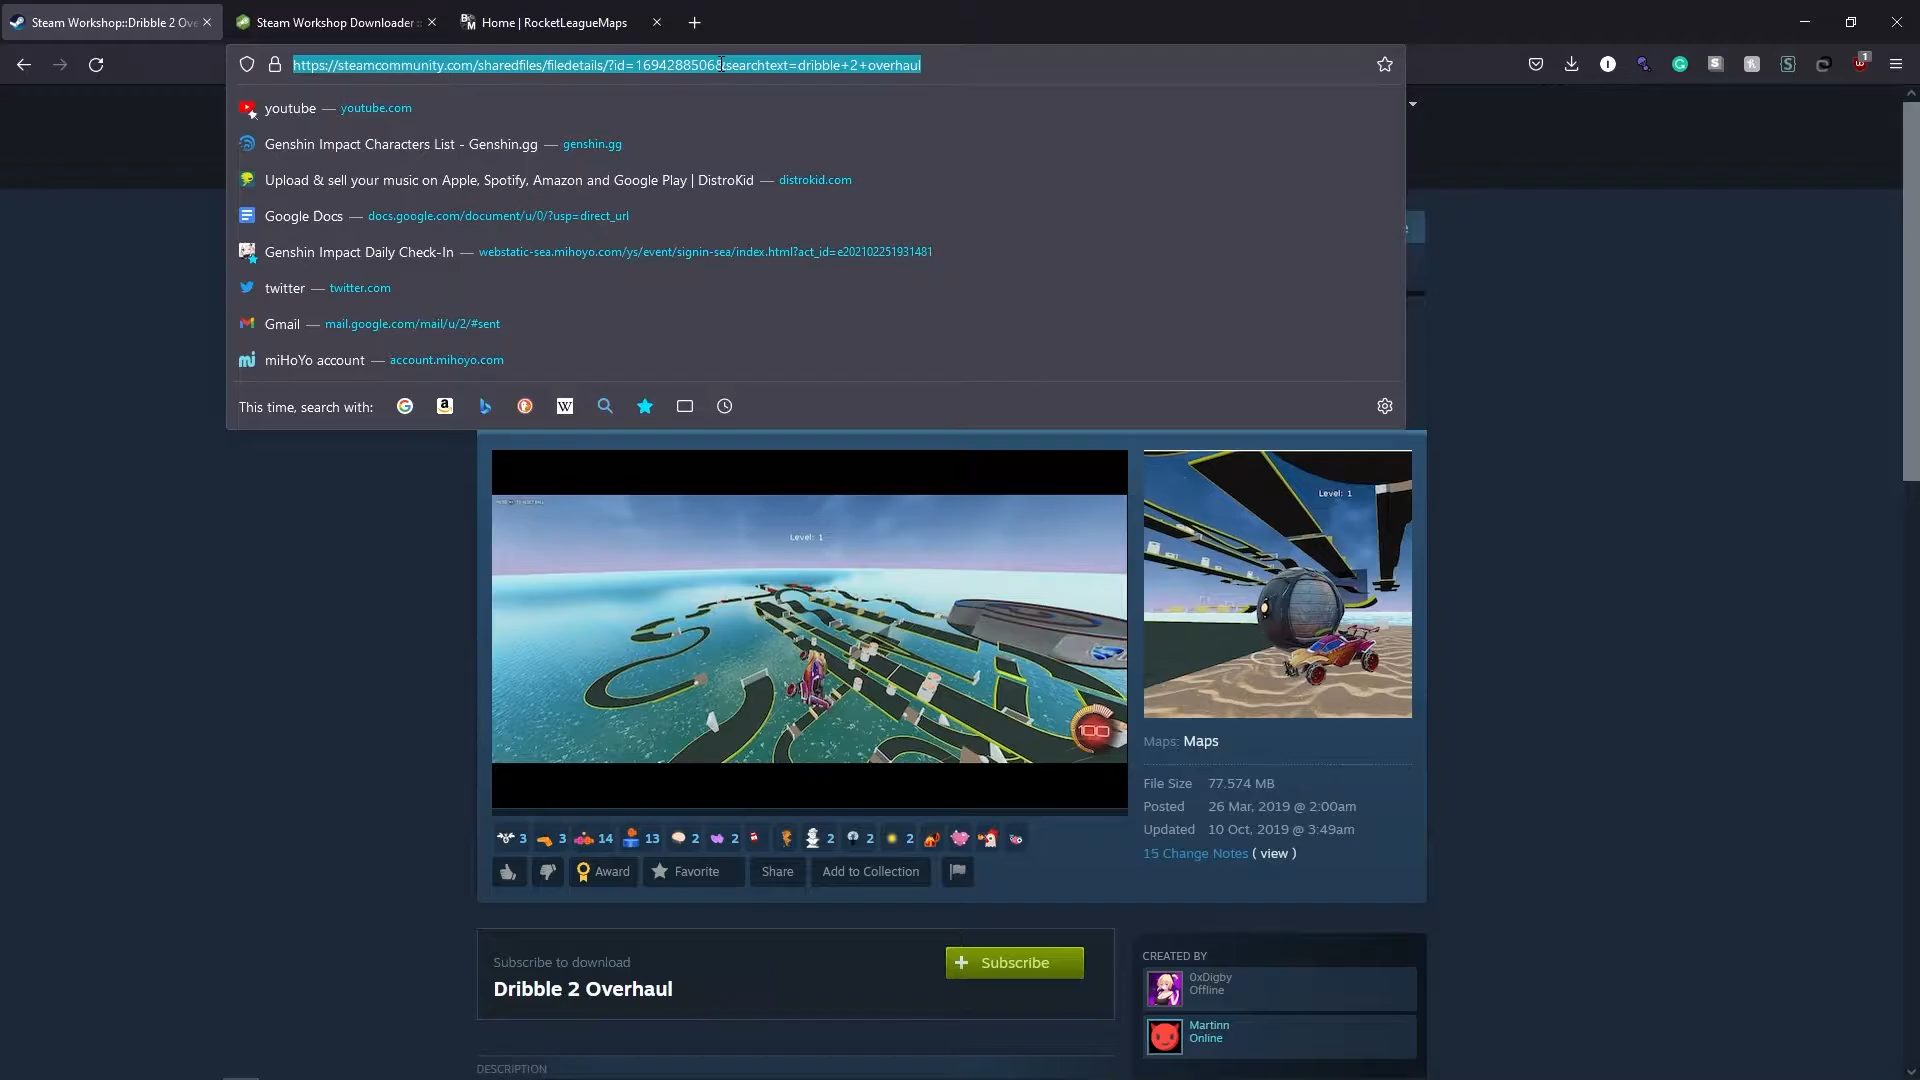 Steam Workshop::Dribble 2 Ove
Steam Workshop Downloader ::
Home | RocketLeagueMaps
https://steamcommunity.com/sharedfiles/filedetails/?id=1694288506&searchtext=dribble+2+overhaul
1
youtube — youtube.com
Genshin Impact Characters List - Genshin.gg — genshin.gg
Upload & sell your music on Apple, Spotify, Amazon and Google Play | DistroKid — distrokid.com
Google Docs — docs.google.com/document/u/0/?usp=direct_url
Genshin Impact Daily Check-In — webstatic-sea.mihoyo.com/ys/event/signin-sea/index.html?act_id=e202102251931481
twitter — twitter.com
Gmail — mail.google.com/mail/u/2/#sent
miHoYo account — account.mihoyo.com
This time, search with:
Level: 1
Level: 1
100
Maps: Maps
File Size 77.574 MB
Posted 26 Mar, 2019 @ 2:00am
Updated 10 Oct, 2019 @ 3:49am
15 Change Notes ( view )
3 3 14 13 2 2 2 2 2
Award Favorite Share Add to Collection
Subscribe to download
Dribble 2 Overhaul
Subscribe
CREATED BY
0xDigby
Offline
Martinn
Online
DESCRIPTION